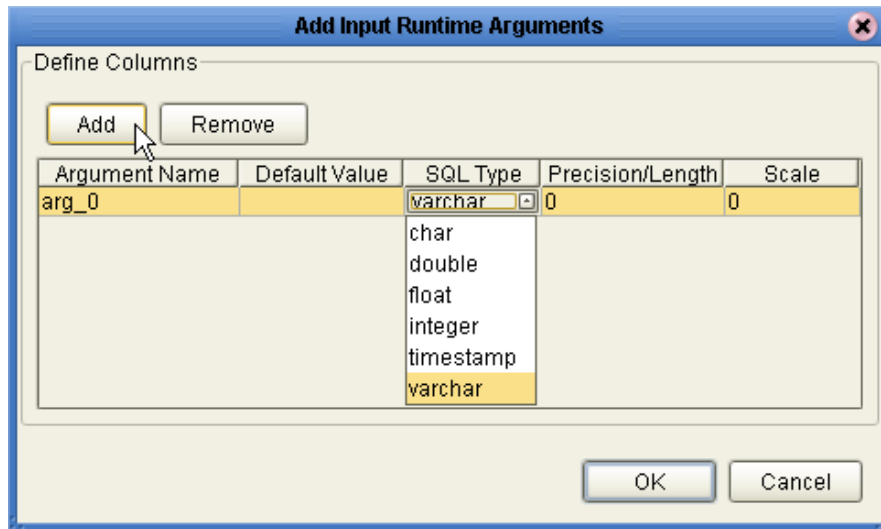 Add Input Runtime Arguments
Define Columns
Add Remove
Argument Name Default Value SQL Type Precision/Length Scale
arg_0 varchar 0 0
char
double
float
integer
timestamp
varchar
OK Cancel